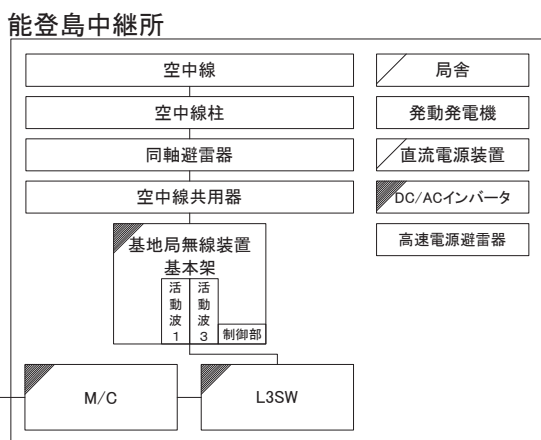 能登島中継所
空中線
空中線柱
同軸避雷器
空中線共用器
基地局無線装置
基本架
活動波1
活動波3
制御部
M/C
L3SW
局舎
発動発電機
直流電源装置
DC/ACインバータ
高速電源避雷器